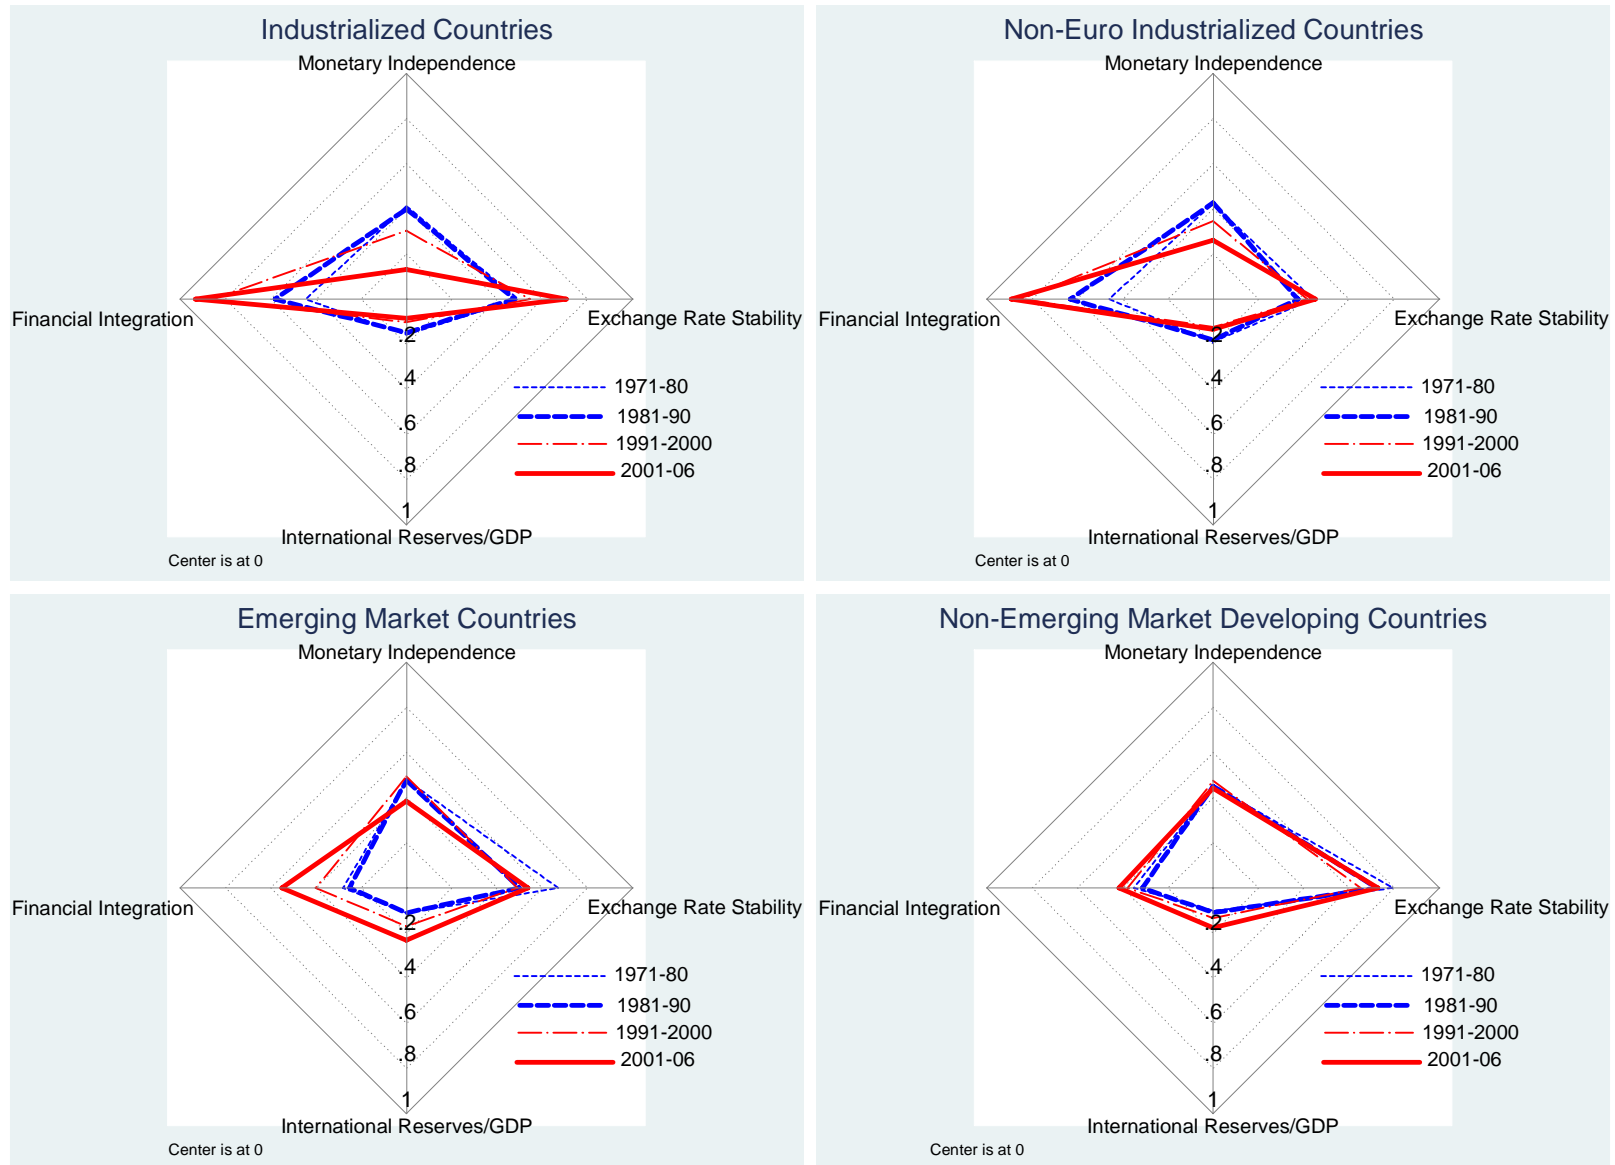 Industrialized Countries
Monetary Independence
Financial Integration
Exchange Rate Stability
.2
.4
.6
.8
1
1971-80
1981-90
1991-2000
2001-06
International Reserves/GDP
Center is at 0
Non-Euro Industrialized Countries
Monetary Independence
Financial Integration
Exchange Rate Stability
.2
.4
.6
.8
1
1971-80
1981-90
1991-2000
2001-06
International Reserves/GDP
Center is at 0
Emerging Market Countries
Monetary Independence
Financial Integration
Exchange Rate Stability
.2
.4
.6
.8
1
1971-80
1981-90
1991-2000
2001-06
International Reserves/GDP
Center is at 0
Non-Emerging Market Developing Countries
Monetary Independence
Financial Integration
Exchange Rate Stability
.2
.4
.6
.8
1
1971-80
1981-90
1991-2000
2001-06
International Reserves/GDP
Center is at 0